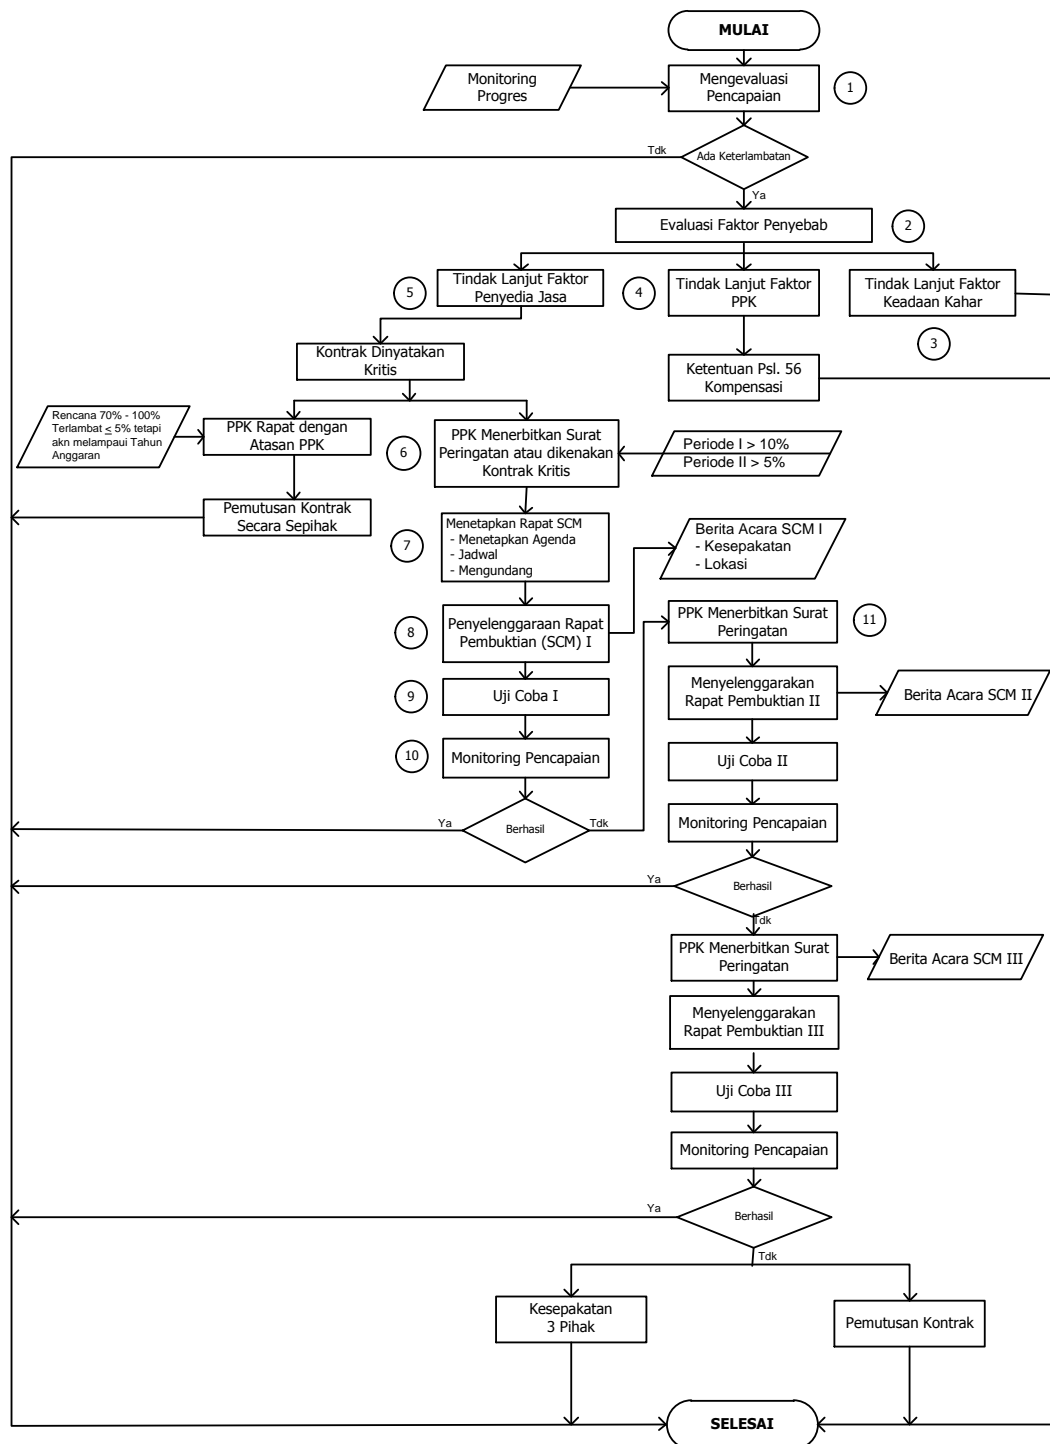 MULAI
Monitoring
Progres
Mengevaluasi
Pencapaian
1
Tdk
Ada Keterlambatan
Ya
Evaluasi Faktor Penyebab
2
5
Tindak Lanjut Faktor
Penyedia Jasa
4
Tindak Lanjut Faktor
PPK
Tindak Lanjut Faktor
Keadaan Kahar
3
Kontrak Dinyatakan
Kritis
Ketentuan Psl. 56
Kompensasi
Rencana 70% - 100%
Terlambat ≤ 5% tetapi
akn melampaui Tahun
Anggaran
PPK Rapat dengan
Atasan PPK
6
PPK Menerbitkan Surat
Peringatan atau dikenakan
Kontrak Kritis
Periode I > 10%
Periode II > 5%
Pemutusan Kontrak
Secara Sepihak
7
Menetapkan Rapat SCM
- Menetapkan Agenda
- Jadwal
- Mengundang
Berita Acara SCM I
- Kesepakatan
- Lokasi
8
Penyelenggaraan Rapat
Pembuktian (SCM) I
PPK Menerbitkan Surat
Peringatan
11
9
Uji Coba I
Menyelenggarakan
Rapat Pembuktian II
Berita Acara SCM II
10
Monitoring Pencapaian
Uji Coba II
Ya
Berhasil
Tdk
Monitoring Pencapaian
Ya
Berhasil
Tdk
PPK Menerbitkan Surat
Peringatan
Berita Acara SCM III
Menyelenggarakan
Rapat Pembuktian III
Uji Coba III
Monitoring Pencapaian
Ya
Berhasil
Tdk
Kesepakatan
3 Pihak
Pemutusan Kontrak
SELESAI